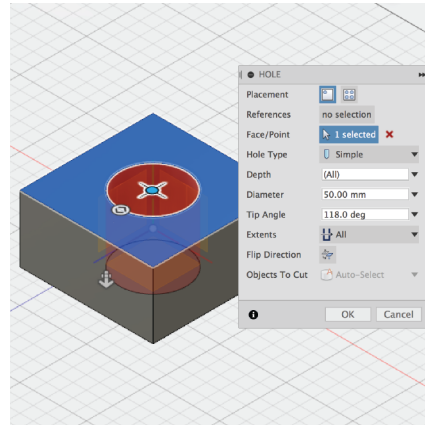 HOLE
Placement
References no selection
Face/Point 1 selected
Hole Type Simple
Depth (All)
Diameter 50.00 mm
Tip Angle 118.0 deg
Extents All
Flip Direction
Objects To Cut Auto-Select
OK Cancel